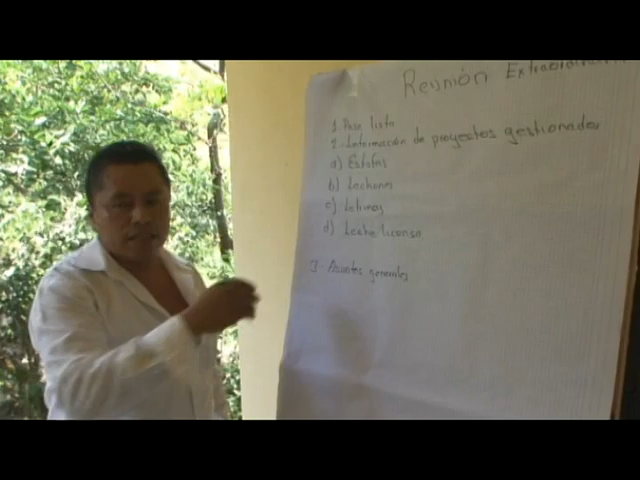 Reunión Extraordinaria
1. Pase lista
2.- Información de proyectos gestionados
a) Estufas
b) Lechones
c) Letrinas
d) Leche liconsa
3.- Asuntos generales